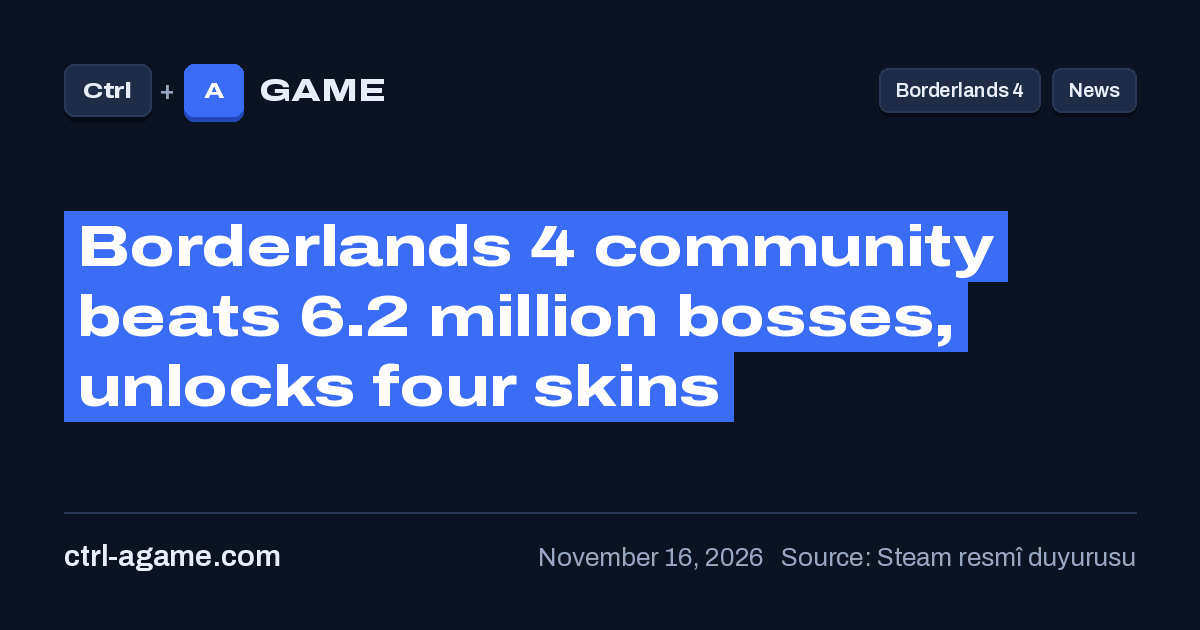 Ctrl + A GAME
Borderlands 4 News
Borderlands 4 community
beats 6.2 million bosses,
unlocks four skins
ctrl-agame.com
November 16, 2026 Source: Steam resmî duyurusu